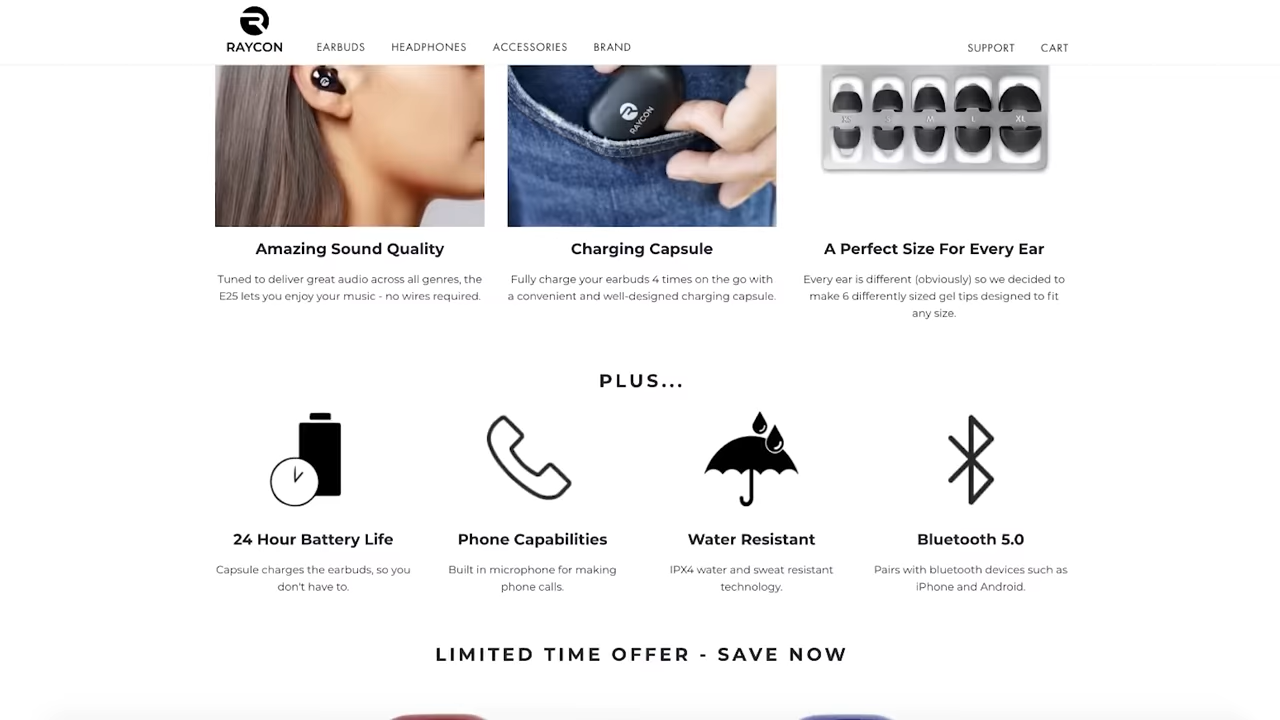 RAYCON
EARBUDS
HEADPHONES
ACCESSORIES
BRAND
SUPPORT
CART
RAYCON
XS
S
M
L
XL
Amazing Sound Quality
Tuned to deliver great audio across all genres, the
E25 lets you enjoy your music - no wires required.
Charging Capsule
Fully charge your earbuds 4 times on the go with
a convenient and well-designed charging capsule.
A Perfect Size For Every Ear
Every ear is different (obviously) so we decided to
make 6 differently sized gel tips designed to fit
any size.
PLUS...
24 Hour Battery Life
Capsule charges the earbuds, so you
don't have to.
Phone Capabilities
Built in microphone for making
phone calls.
Water Resistant
IPX4 water and sweat resistant
technology.
Bluetooth 5.0
Pairs with bluetooth devices such as
iPhone and Android.
LIMITED TIME OFFER - SAVE NOW